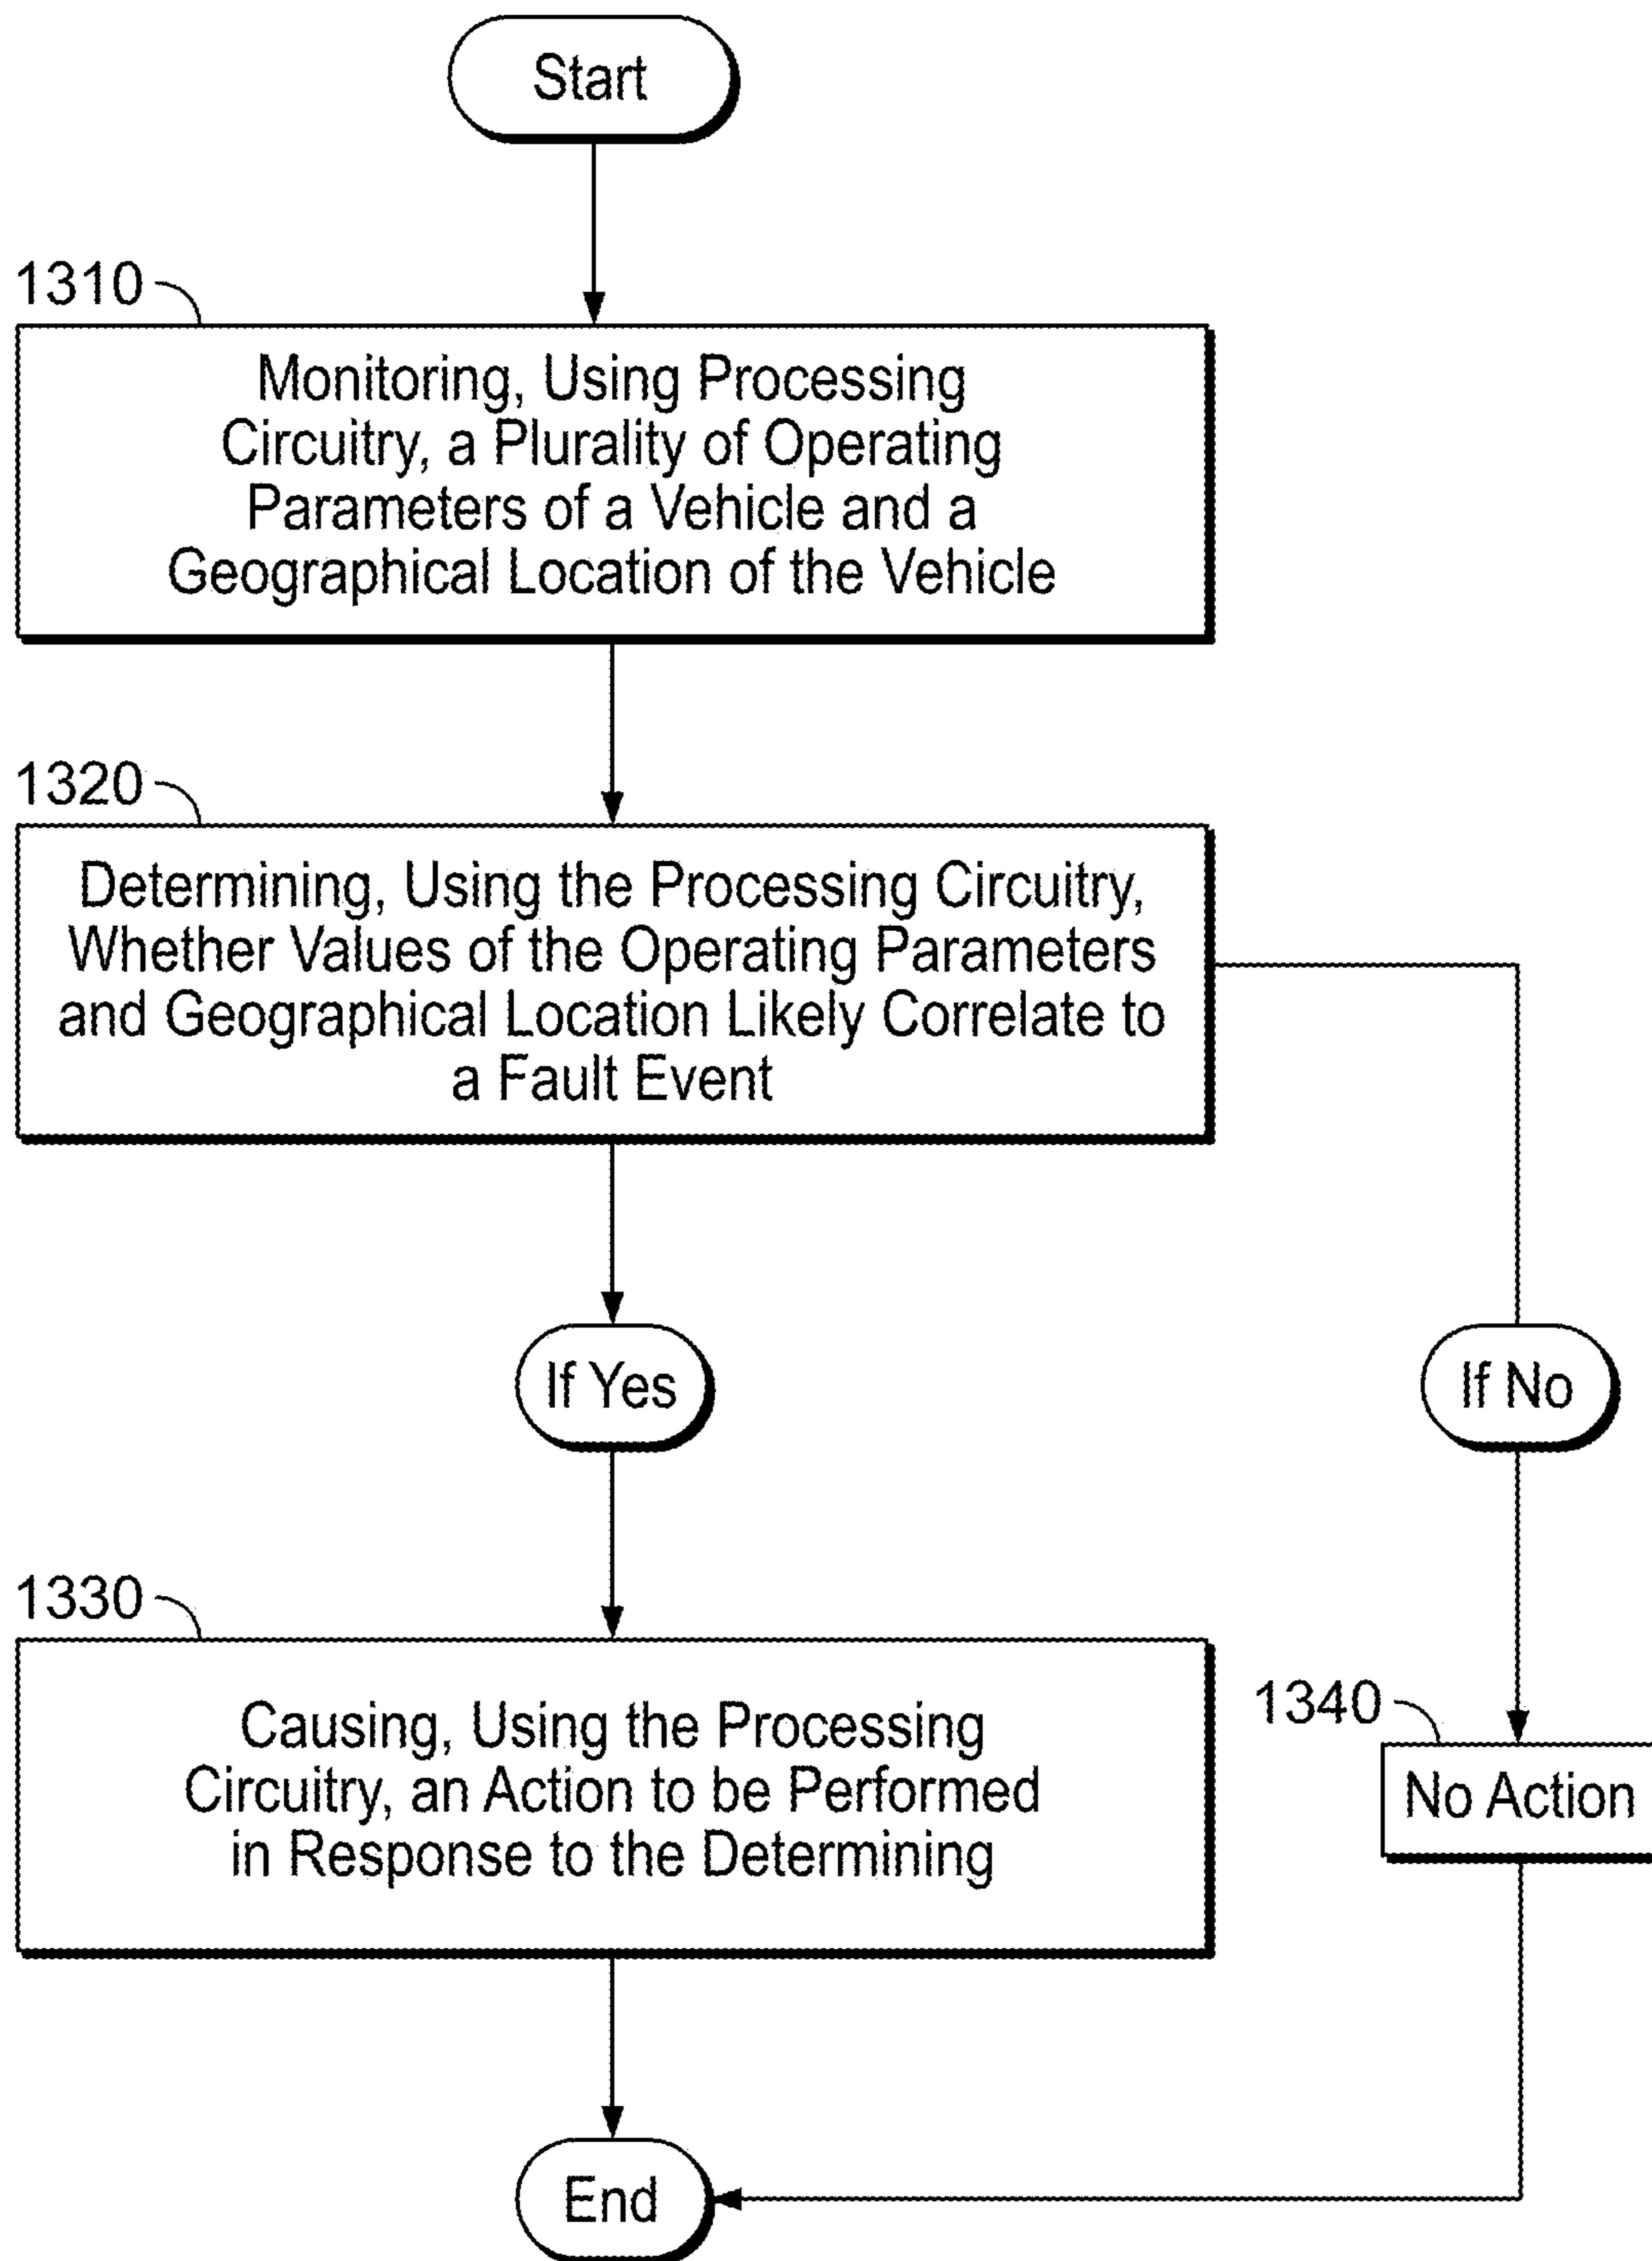 Start
1310
Monitoring, Using Processing
Circuitry, a Plurality of Operating
Parameters of a Vehicle and a
Geographical Location of the Vehicle
1320
Determining, Using the Processing Circuitry,
Whether Values of the Operating Parameters
and Geographical Location Likely Correlate to
a Fault Event
If Yes
If No
1330
Causing, Using the Processing
Circuitry, an Action to be Performed
in Response to the Determining
1340
No Action
End